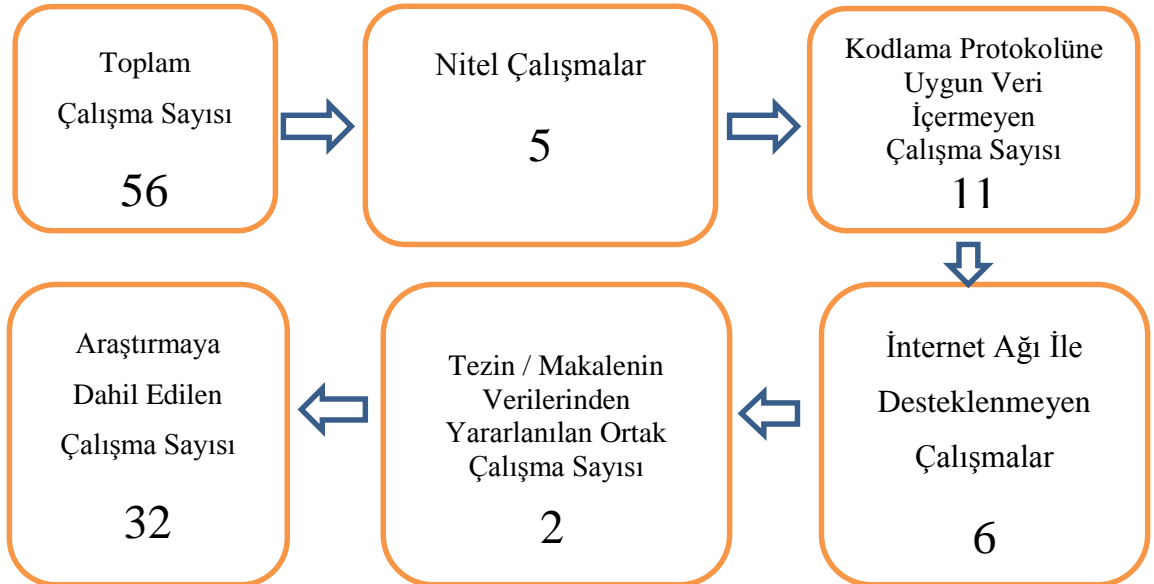 Toplam
Çalışma Sayısı
56
Nitel Çalışmalar
5
Kodlama Protokolüne
Uygun Veri
İçermeyen
Çalışma Sayısı
11
İnternet Ağı İle
Desteklenmeyen
Çalışmalar
6
Tezin / Makalenin
Verilerinden
Yararlanılan Ortak
Çalışma Sayısı
2
Araştırmaya
Dahil Edilen
Çalışma Sayısı
32